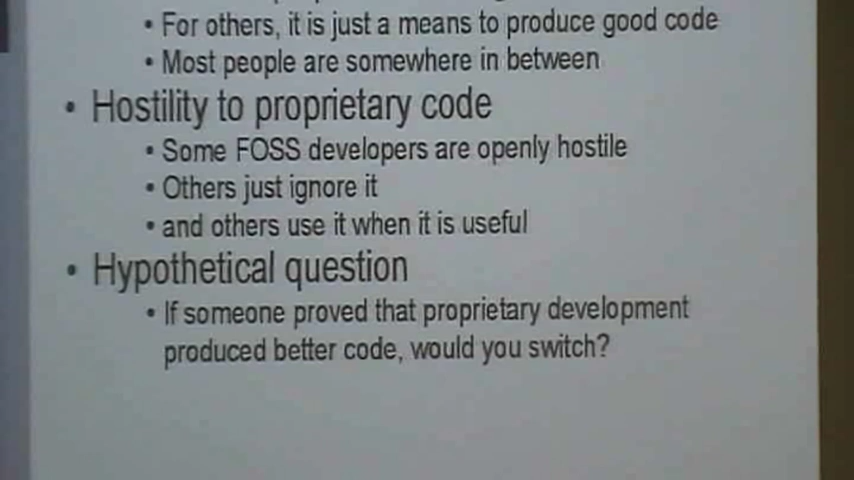 • For others, it is just a means to produce good code
• Most people are somewhere in between
• Hostility to proprietary code
• Some FOSS developers are openly hostile
• Others just ignore it
• and others use it when it is useful
• Hypothetical question
• If someone proved that proprietary development
produced better code, would you switch?